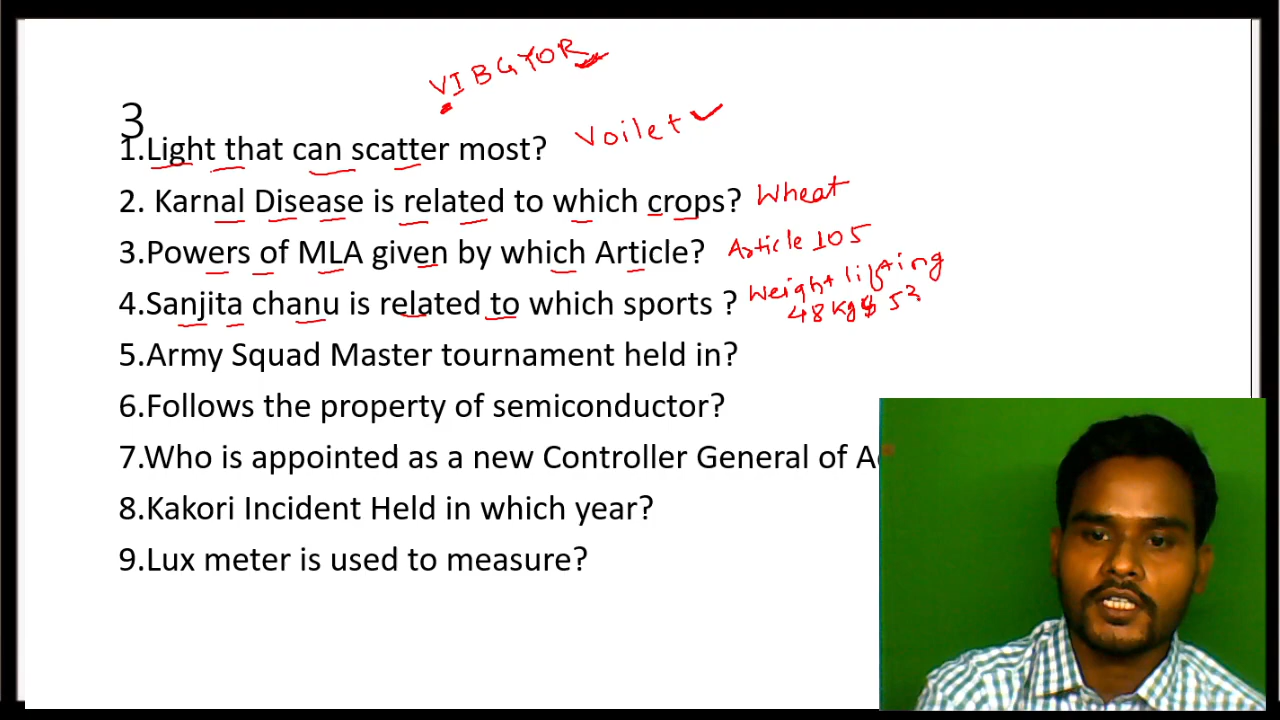 VIBGYOR
3
1.Light that can scatter most? Voilet
2. Karnal Disease is related to which crops? Wheat
3.Powers of MLA given by which Article? Article 105
4.Sanjita chanu is related to which sports ? Weight lifting
48 Kg & 53
5.Army Squad Master tournament held in?
6.Follows the property of semiconductor?
7.Who is appointed as a new Controller General of
8.Kakori Incident Held in which year?
9.Lux meter is used to measure?